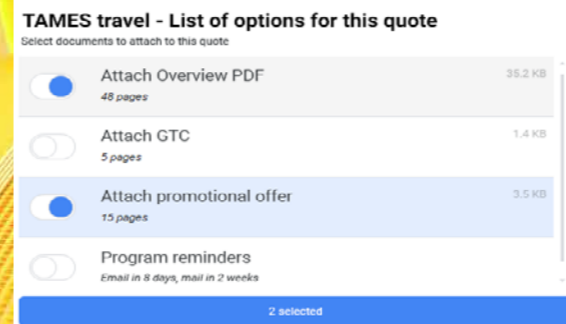 TAMES travel - List of options for this quote
Select documents to attach to this quote
Attach Overview PDF
35.2 KB
48 pages
Attach GTC
1.4 KB
5 pages
Attach promotional offer
3.5 KB
15 pages
Program reminders
Email in 8 days, mail in 2 weeks
2 selected